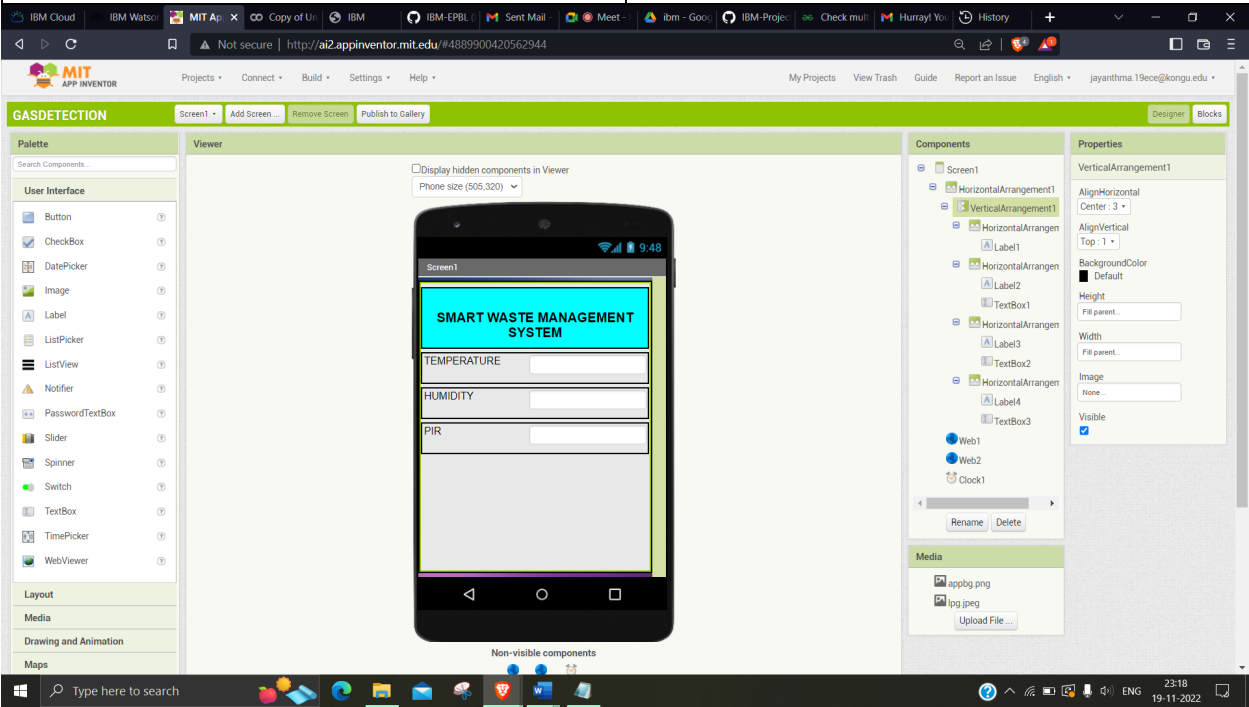 IBM Cloud
IBM Watsor
MIT Ap
Copy of Un
IBM
IBM-EPBL (
Sent Mail -
Meet -
ibm - Goog
IBM-Projec
Check mult
Hurray! You
History
Not secure | http://ai2.appinventor.mit.edu/#4889900420562944
MIT
APP INVENTOR
Projects
Connect
Build
Settings
Help
My Projects
View Trash
Guide
Report an Issue
English
jayanthma.19ece@kongu.edu
GASDETECTION
Screen1
Add Screen ...
Remove Screen
Publish to Gallery
Designer
Blocks
Palette
Search Components...
User Interface
Button
CheckBox
DatePicker
Image
Label
ListPicker
ListView
Notifier
PasswordTextBox
Slider
Spinner
Switch
TextBox
TimePicker
WebViewer
Layout
Media
Drawing and Animation
Maps
Viewer
Display hidden components in Viewer
Phone size (505,320)
9:48
Screen1
SMART WASTE MANAGEMENT
SYSTEM
TEMPERATURE
HUMIDITY
PIR
Non-visible components
Components
Screen1
HorizontalArrangement1
VerticalArrangement1
HorizontalArrangen
Label1
HorizontalArrangen
Label2
TextBox1
HorizontalArrangen
Label3
TextBox2
HorizontalArrangen
Label4
TextBox3
Web1
Web2
Clock1
Rename
Delete
Media
appbg.png
lpg.jpeg
Upload File ...
Properties
VerticalArrangement1
AlignHorizontal
Center : 3
AlignVertical
Top : 1
BackgroundColor
Default
Height
Fill parent...
Width
Fill parent...
Image
None...
Visible
Type here to search
ENG
23:18
19-11-2022